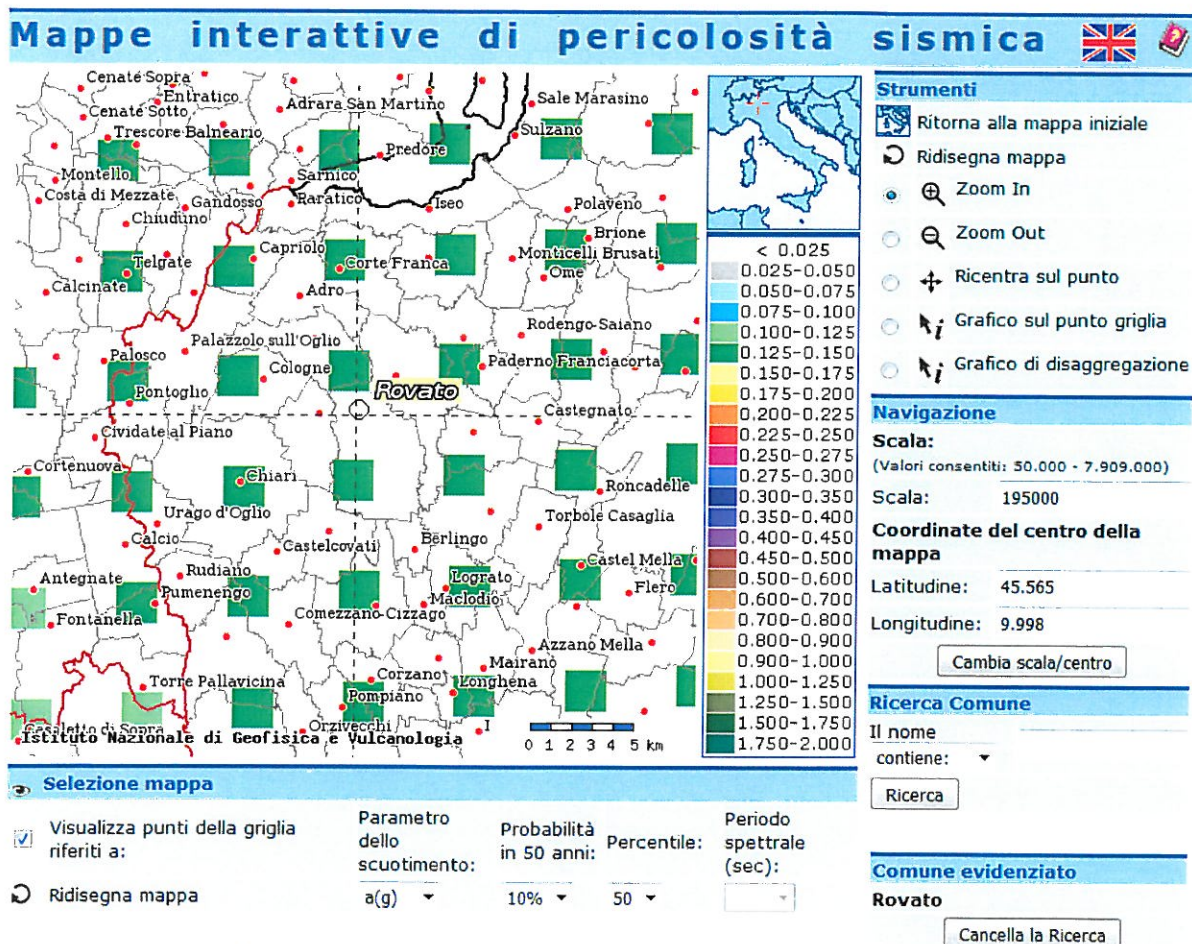 Mappe interattive di pericolosità sismica
Cenate Sopra
Entratico
Adrara San Martino
Sale Marasino
Cenate Sotto
Trescore Balneario
Sulzano
Predore
Montello
Sarnico
Costa di Mezzate
Gandosso
Paratico
Iseo
Polaveno
Chiuduno
Brione
Capriolo
Monticelli Brusati
Telgate
Corte Franca
Ome
Calcinate
Adro
Rodengo-Saiano
Palazzolo sull'Oglio
Palosco
Paderno Franciacorta
Cologne
Pontoglio
Rovato
Castegnato
Cividate al Piano
Cortenuova
Chiari
Roncadelle
Urago d'Oglio
Torbole Casaglia
Calcio
Castelcovati
Berlingo
Castel Mella
Antegnate
Rudiano
Lograto
Flero
Pumenengo
Maclodio
Fontanella
Comezzano-Cizzago
Azzano Mella
Mairano
Torre Pallavicina
Corzano
Longhena
Pompiano
Casaletto di Sopra
Orzivecchi
Istituto Nazionale di Geofisica e Vulcanologia
0 1 2 3 4 5 km
< 0.025
0.025-0.050
0.050-0.075
0.075-0.100
0.100-0.125
0.125-0.150
0.150-0.175
0.175-0.200
0.200-0.225
0.225-0.250
0.250-0.275
0.275-0.300
0.300-0.350
0.350-0.400
0.400-0.450
0.450-0.500
0.500-0.600
0.600-0.700
0.700-0.800
0.800-0.900
0.900-1.000
1.000-1.250
1.250-1.500
1.500-1.750
1.750-2.000
Strumenti
Ritorna alla mappa iniziale
Ridisegna mappa
Zoom In
Zoom Out
Ricentra sul punto
Grafico sul punto griglia
Grafico di disaggregazione
Navigazione
Scala:
(Valori consentiti: 50.000 - 7.909.000)
Scala: 195000
Coordinate del centro della
mappa
Latitudine: 45.565
Longitudine: 9.998
Cambia scala/centro
Ricerca Comune
Il nome
contiene:
Ricerca
Comune evidenziato
Rovato
Cancella la Ricerca
Selezione mappa
Visualizza punti della griglia
riferiti a:
Parametro
dello
scuotimento:
Probabilità
in 50 anni:
Percentile:
Periodo
spettrale
(sec):
Ridisegna mappa
a(g)
10%
50